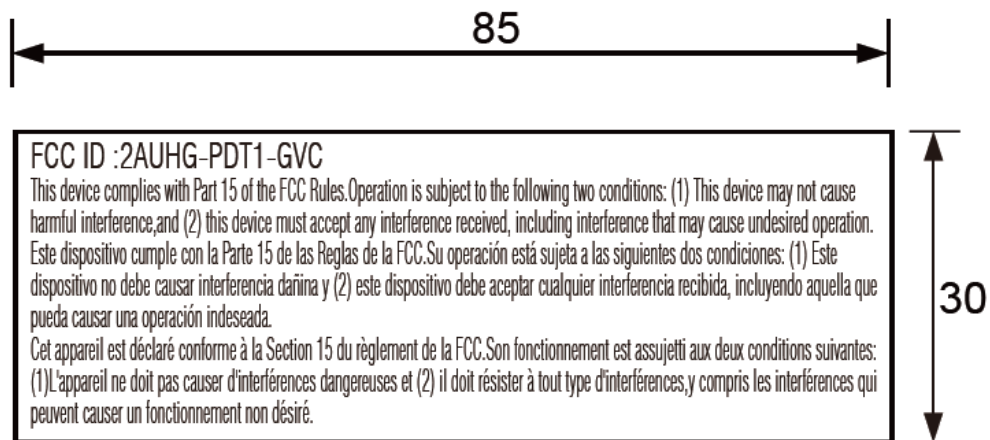 85
FCC ID :2AUHG-PDT1-GVC
This device complies with Part 15 of the FCC Rules.Operation is subject to the following two conditions: (1) This device may not cause
harmful interference,and (2) this device must accept any interference received, including interference that may cause undesired operation.
Este dispositivo cumple con la Parte 15 de las Reglas de la FCC.Su operación está sujeta a las siguientes dos condiciones: (1) Este
dispositivo no debe causar interferencia dañina y (2) este dispositivo debe aceptar cualquier interferencia recibida, incluyendo aquella que
pueda causar una operación indeseada.
Cet appareil est déclaré conforme à la Section 15 du règlement de la FCC.Son fonctionnement est assujetti aux deux conditions suivantes:
(1)L'appareil ne doit pas causer d'interférences dangereuses et (2) il doit résister à tout type d'interférences,y compris les interférences qui
peuvent causer un fonctionnement non désiré.
30